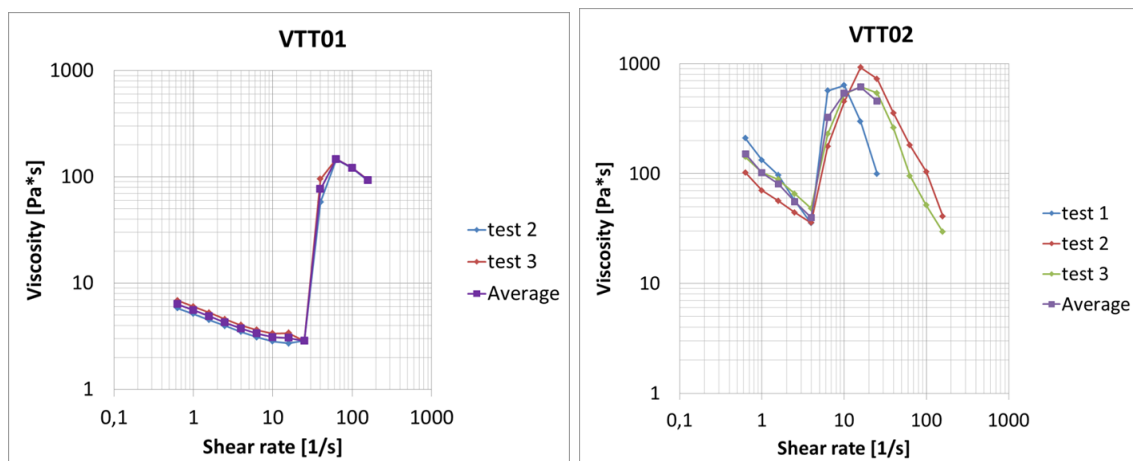 VTT01
1000
100
10
1
Viscosity [Pa*s]
0,1 1 10 100 1000
Shear rate [1/s]
test 2
test 3
Average
VTT02
1000
100
10
1
Viscosity [Pa*s]
0,1 1 10 100 1000
Shear rate [1/s]
test 1
test 2
test 3
Average